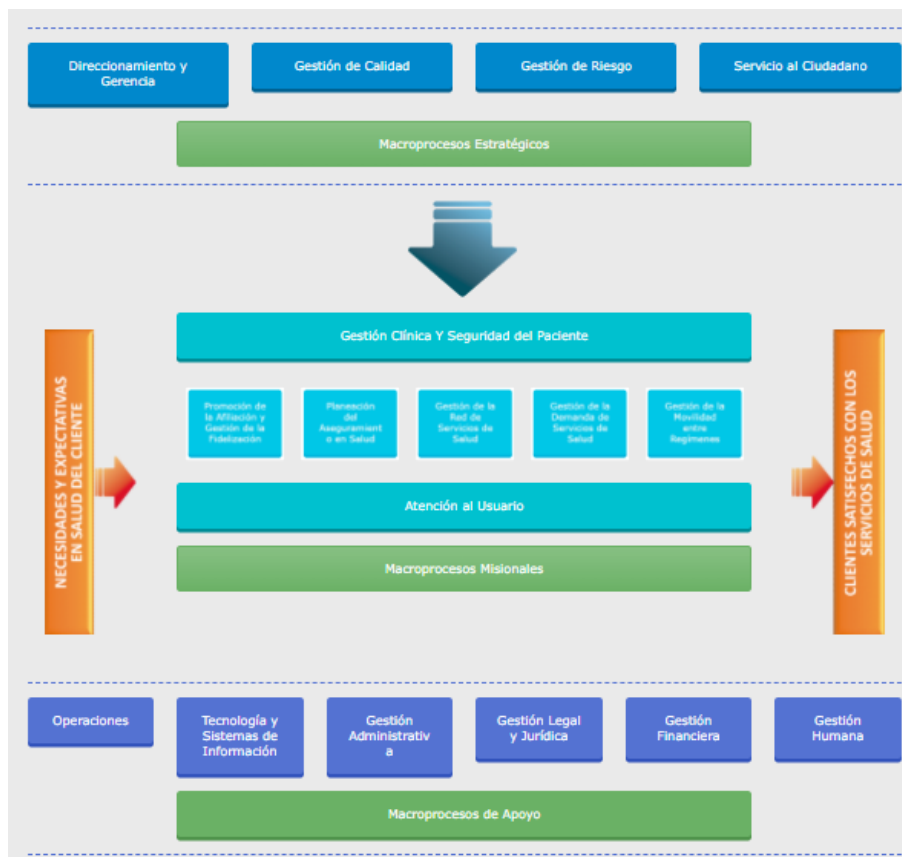 Direccionamiento y
Gerencia
Gestión de Calidad
Gestión de Riesgo
Servicio al Ciudadano
Macroprocesos Estratégicos
Gestión Clínica Y Seguridad del Paciente
NECESIDADES Y EXPECTATIVAS
EN SALUD DEL CLIENTE
Promoción de
la Afiliación y
Gestión de la
Fidelización
Planeación
del
Aseguramient
o en Salud
Gestión de la
Red de
Servicios de
Salud
Gestión de la
Demanda de
Servicios de
Salud
Gestión de la
Movilidad
entre
Regimenes
CLIENTES SATISFECHOS CON LOS
SERVICIOS DE SALUD
Atención al Usuario
Macroprocesos Misionales
Operaciones
Tecnología y
Sistemas de
Información
Gestión
Administrativ
a
Gestión Legal
y Jurídica
Gestión
Financiera
Gestión
Humana
Macroprocesos de Apoyo